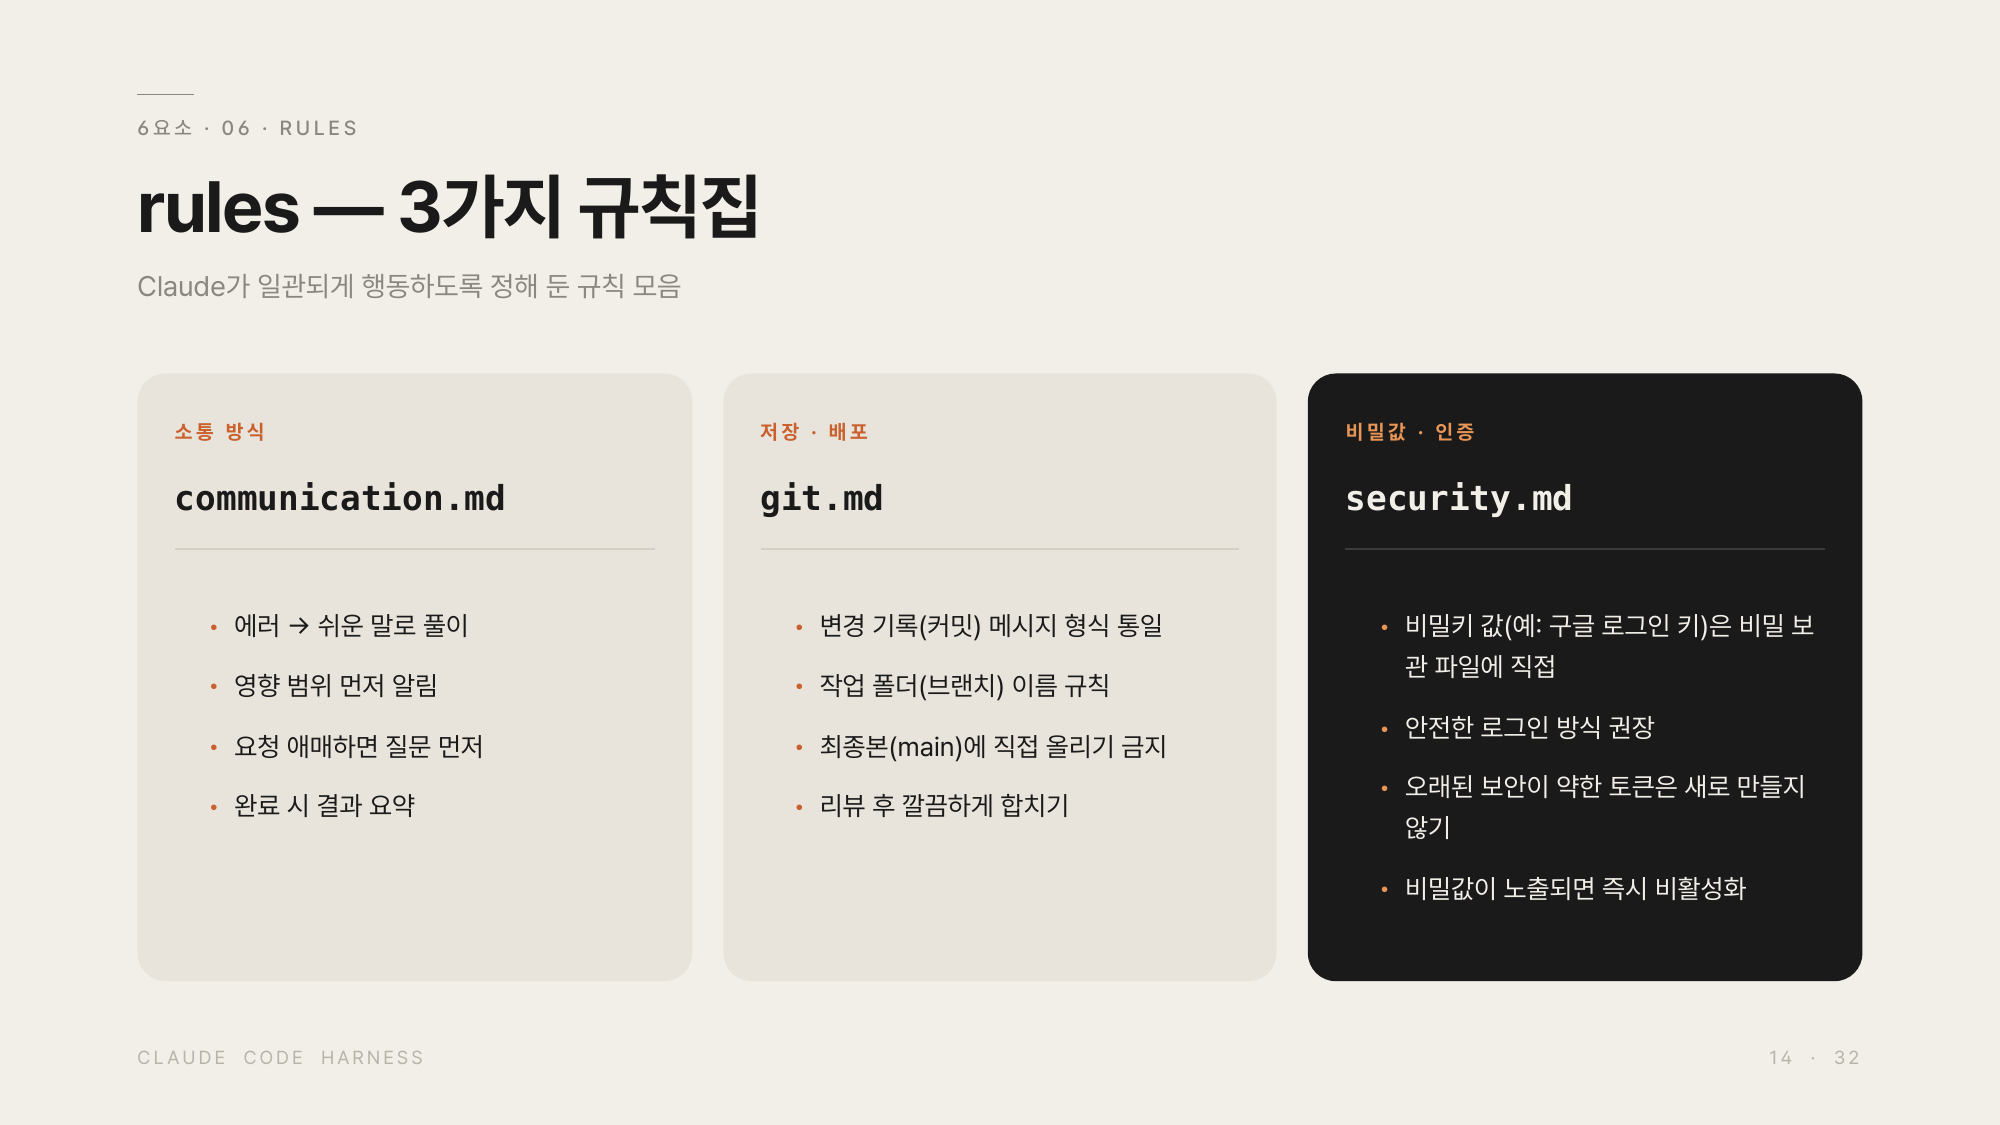 6요소 · 06 · RULES
rules — 3가지 규칙집
Claude가 일관되게 행동하도록 정해 둔 규칙 모음
소통 방식
communication.md
• 에러 → 쉬운 말로 풀이
• 영향 범위 먼저 알림
• 요청 애매하면 질문 먼저
• 완료 시 결과 요약
저장 · 배포
git.md
• 변경 기록(커밋) 메시지 형식 통일
• 작업 폴더(브랜치) 이름 규칙
• 최종본(main)에 직접 올리기 금지
• 리뷰 후 깔끔하게 합치기
비밀값 · 인증
security.md
• 비밀키 값(예: 구글 로그인 키)은 비밀 보
관 파일에 직접
• 안전한 로그인 방식 권장
• 오래된 보안이 약한 토큰은 새로 만들지
않기
• 비밀값이 노출되면 즉시 비활성화
CLAUDE CODE HARNESS
14 · 32